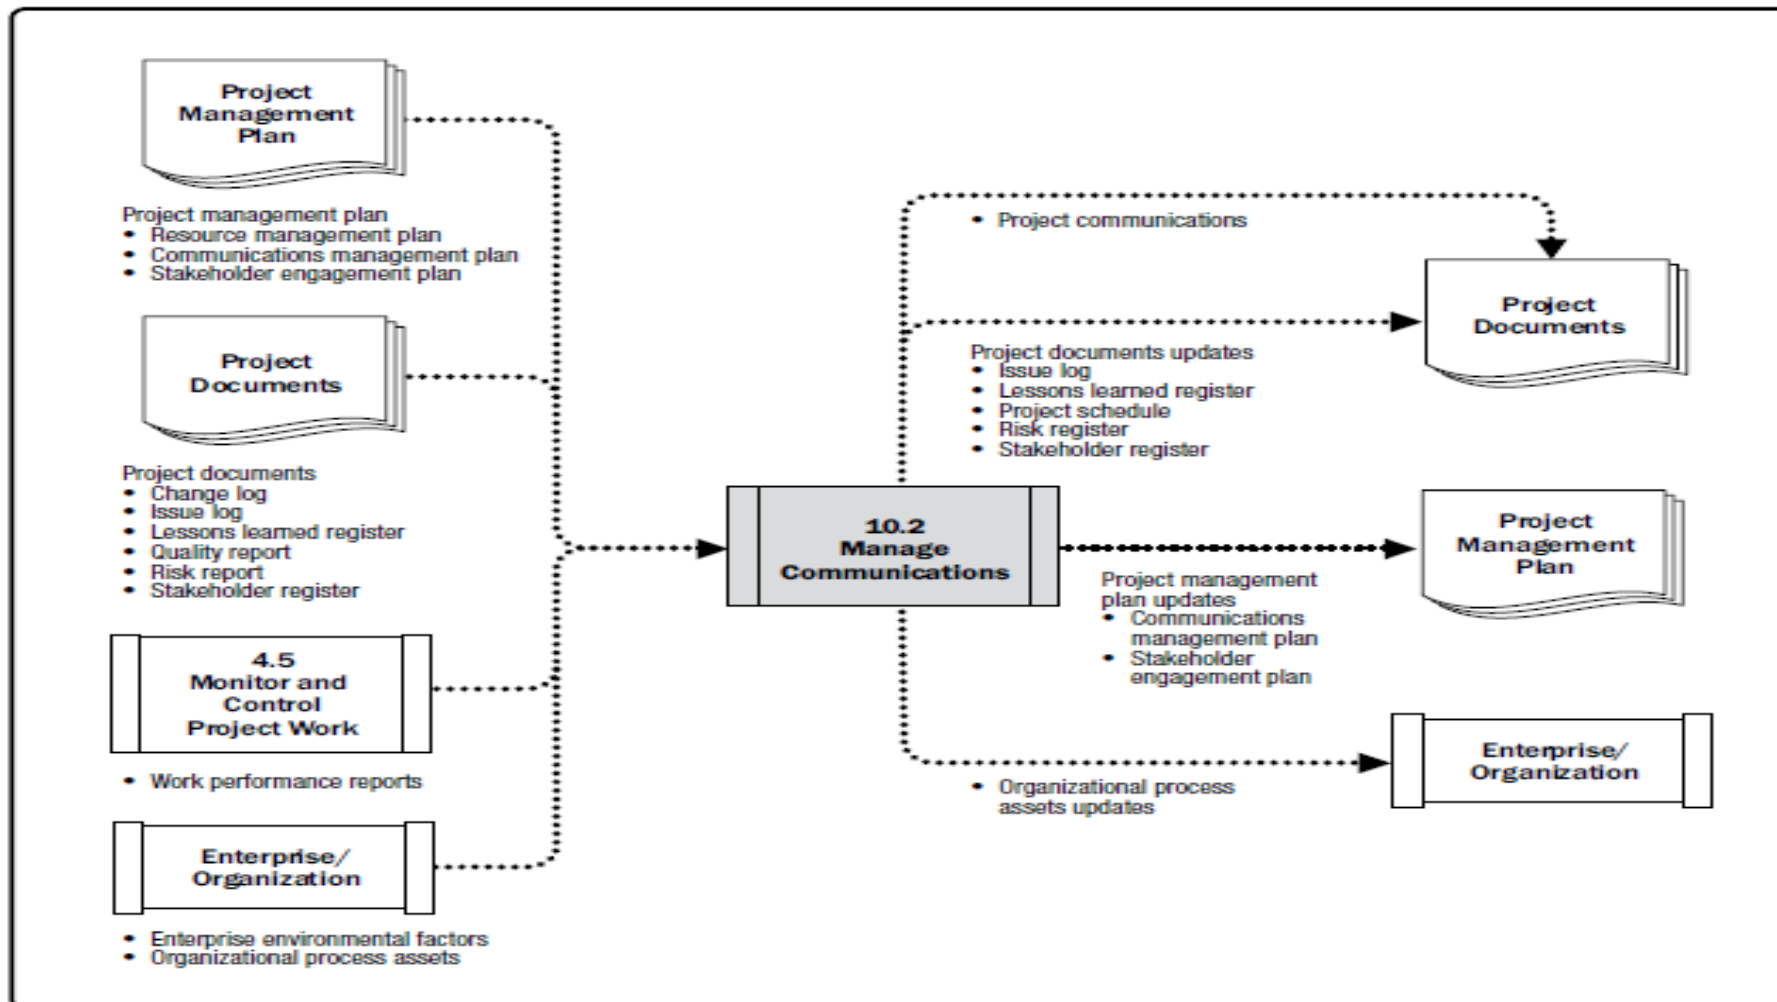 Project
Management
Plan
Project management plan
• Resource management plan
• Communications management plan
• Stakeholder engagement plan
Project
Documents
Project documents
• Change log
• Issue log
• Lessons learned register
• Quality report
• Risk report
• Stakeholder register
4.5
Monitor and
Control
Project Work
• Work performance reports
Enterprise/
Organization
• Enterprise environmental factors
• Organizational process assets
10.2
Manage
Communications
• Project communications
Project documents updates
• Issue log
• Lessons learned register
• Project schedule
• Risk register
• Stakeholder register
Project
Documents
Project management
plan updates
• Communications
management plan
• Stakeholder
engagement plan
Project
Management
Plan
• Organizational process
assets updates
Enterprise/
Organization